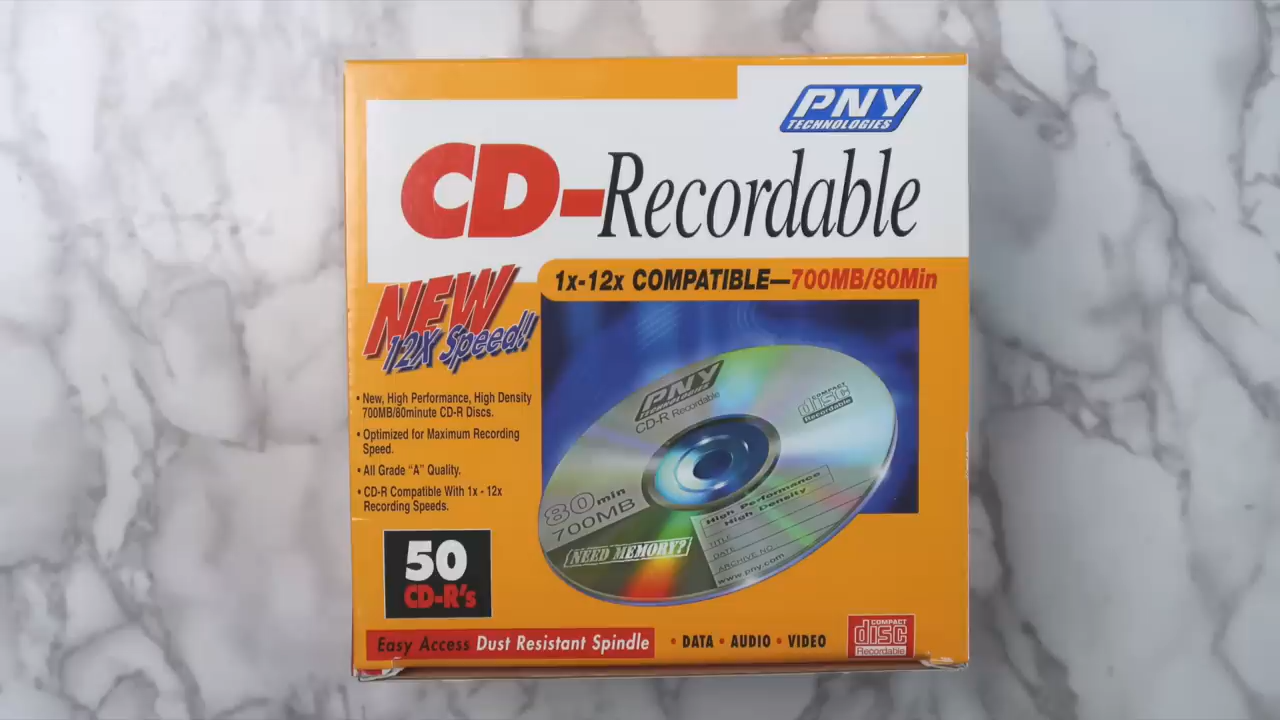 PNY
TECHNOLOGIES
CD-Recordable
1x-12x COMPATIBLE—700MB/80Min
NEW
12X Speed!!
• New, High Performance, High Density
700MB/80minute CD-R Discs.
• Optimized for Maximum Recording
Speed.
• All Grade “A” Quality.
• CD-R Compatible With 1x - 12x
Recording Speeds.
PNY
TECHNOLOGIES
CD-R Recordable
COMPACT
disc
Recordable
80min
700MB
NEED MEMORY?
High Performance
High Density
TITLE
DATE
ARCHIVE NO.
www.pny.com
50
CD-R's
Easy Access Dust Resistant Spindle
• DATA • AUDIO • VIDEO
COMPACT
disc
Recordable